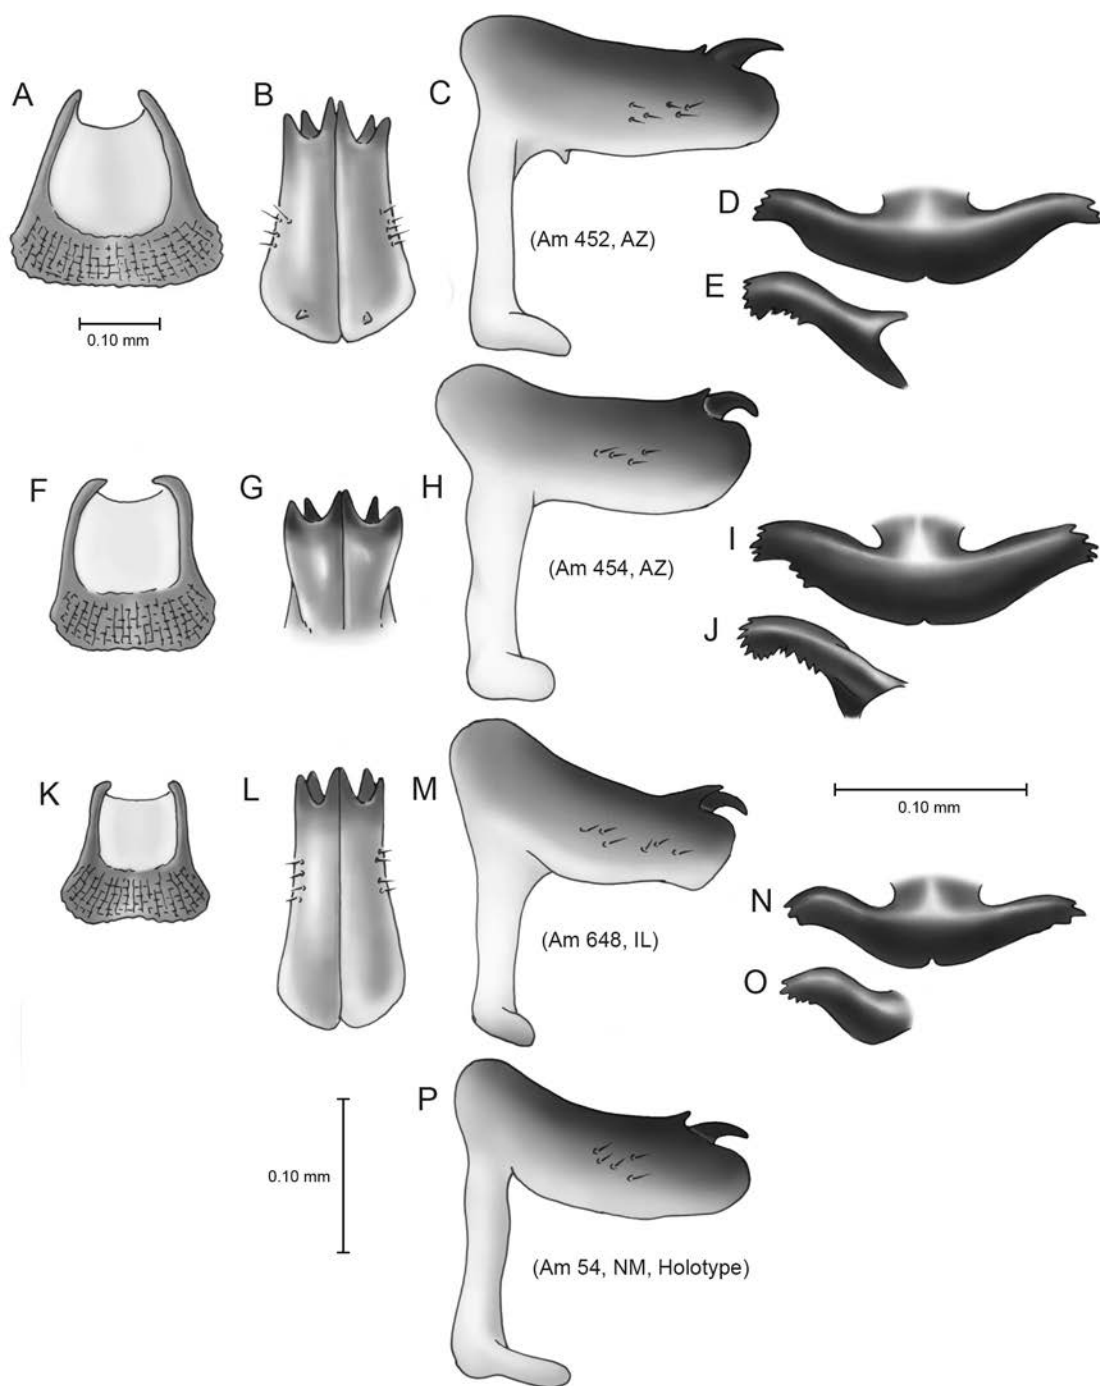 A
B
C
D
(Am 452, AZ)
E
0.10 mm
F
G
H
I
(Am 454, AZ)
J
K
L
M
0.10 mm
N
(Am 648, IL)
O
P
0.10 mm
(Am 54, NM, Holotype)